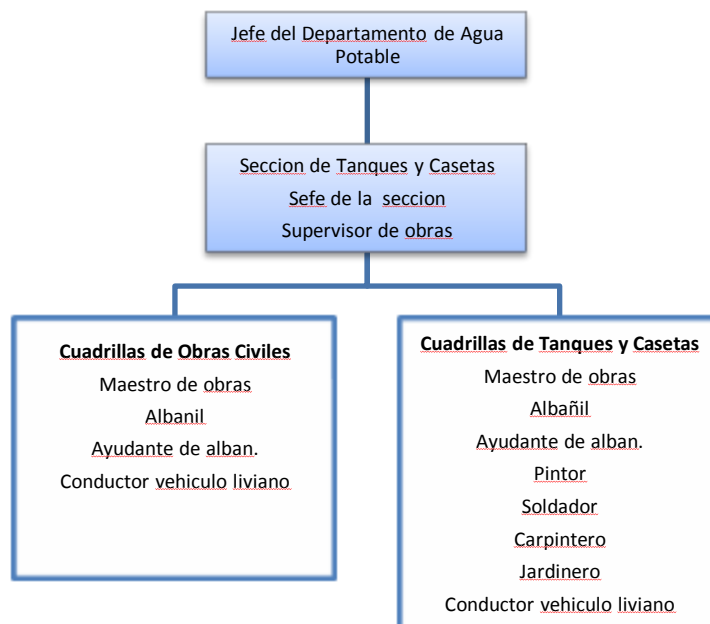 Jefe del Departamento de Agua
Potable
Seccion de Tanques y Casetas
Sefe de la seccion
Supervisor de obras
Cuadrillas de Obras Civiles
Maestro de obras
Albanil
Ayudante de alban.
Conductor vehiculo liviano
Cuadrillas de Tanques y Casetas
Maestro de obras
Albañil
Ayudante de alban.
Pintor
Soldador
Carpintero
Jardinero
Conductor vehiculo liviano